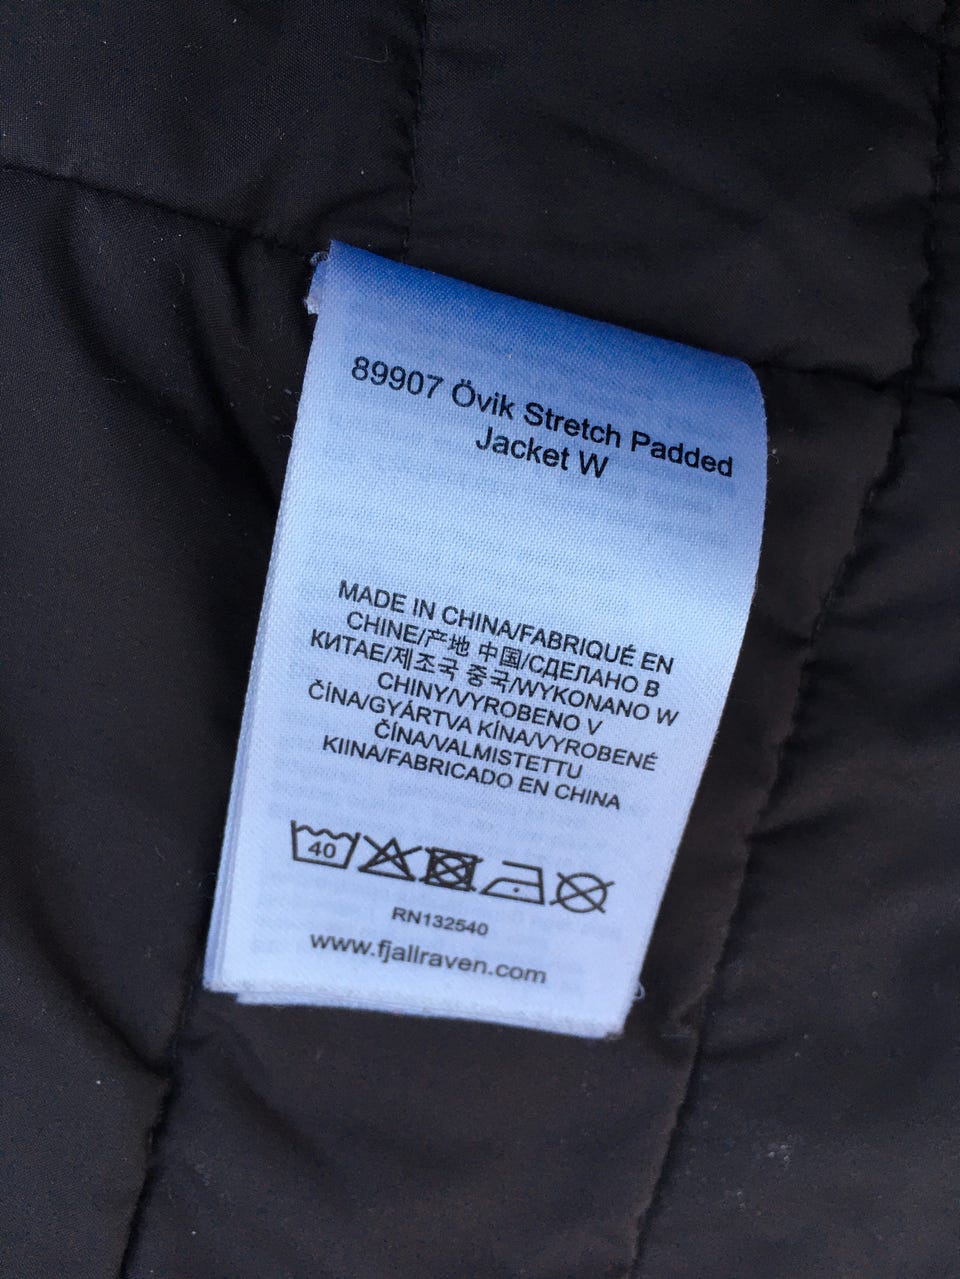 89907 Övik Stretch Padded
Jacket W
MADE IN CHINA/FABRIQUÉ EN
CHINE/产地 中国/СДЕЛАНО В
КИТАЕ/제조국 중국/WYKONANO W
CHINY/VYROBENO V
ČÍNA/GYÁRTVA KÍNA/VYROBENÉ
ČÍNA/VALMISTETTU
KIINA/FABRICADO EN CHINA
40
RN132540
www.fjallraven.com